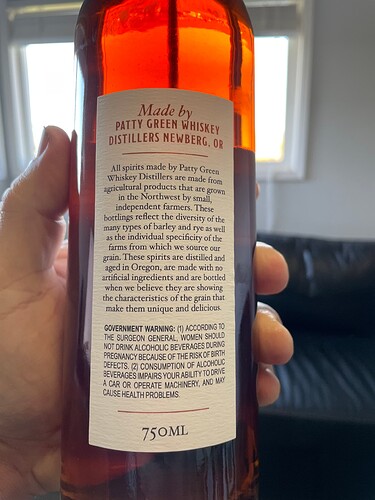 Made by
PATTY GREEN WHISKEY
DISTILLERS NEWBERG, OR
All spirits made by Patty Green
Whiskey Distillers are made from
agricultural products that are grown
in the Northwest by small,
independent farmers. These
bottlings reflect the diversity of the
many types of barley and rye as well
as the individual specificity of the
farms from which we source our
grain. These spirits are distilled and
aged in Oregon, are made with no
artificial ingredients and are bottled
when we believe they are showing
the characteristics of the grain that
make them unique and delicious.
GOVERNMENT WARNING: (1) ACCORDING TO
THE SURGEON GENERAL, WOMEN SHOULD
NOT DRINK ALCOHOLIC BEVERAGES DURING
PREGNANCY BECAUSE OF THE RISK OF BIRTH
DEFECTS. (2) CONSUMPTION OF ALCOHOLIC
BEVERAGES IMPAIRS YOUR ABILITY TO DRIVE
A CAR OR OPERATE MACHINERY, AND MAY
CAUSE HEALTH PROBLEMS.
750ML